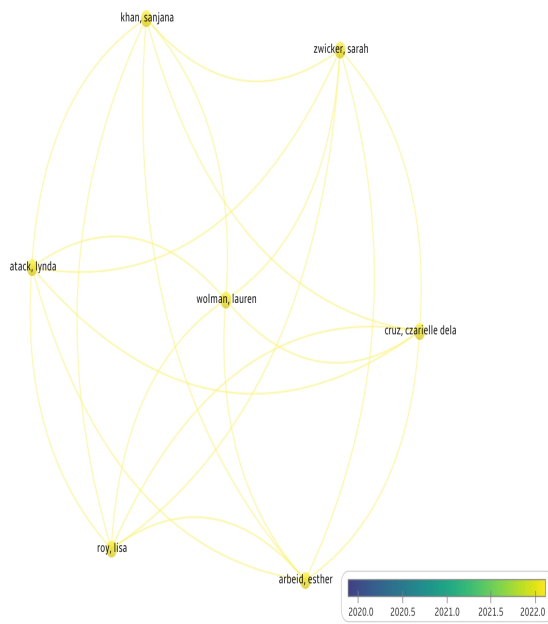 khan, sanjana
zwicker, sarah
atack, lynda
wolman, lauren
cruz, czarielle dela
roy, lisa
arbeid, esther
2020.0 2020.5 2021.0 2021.5 2022.0